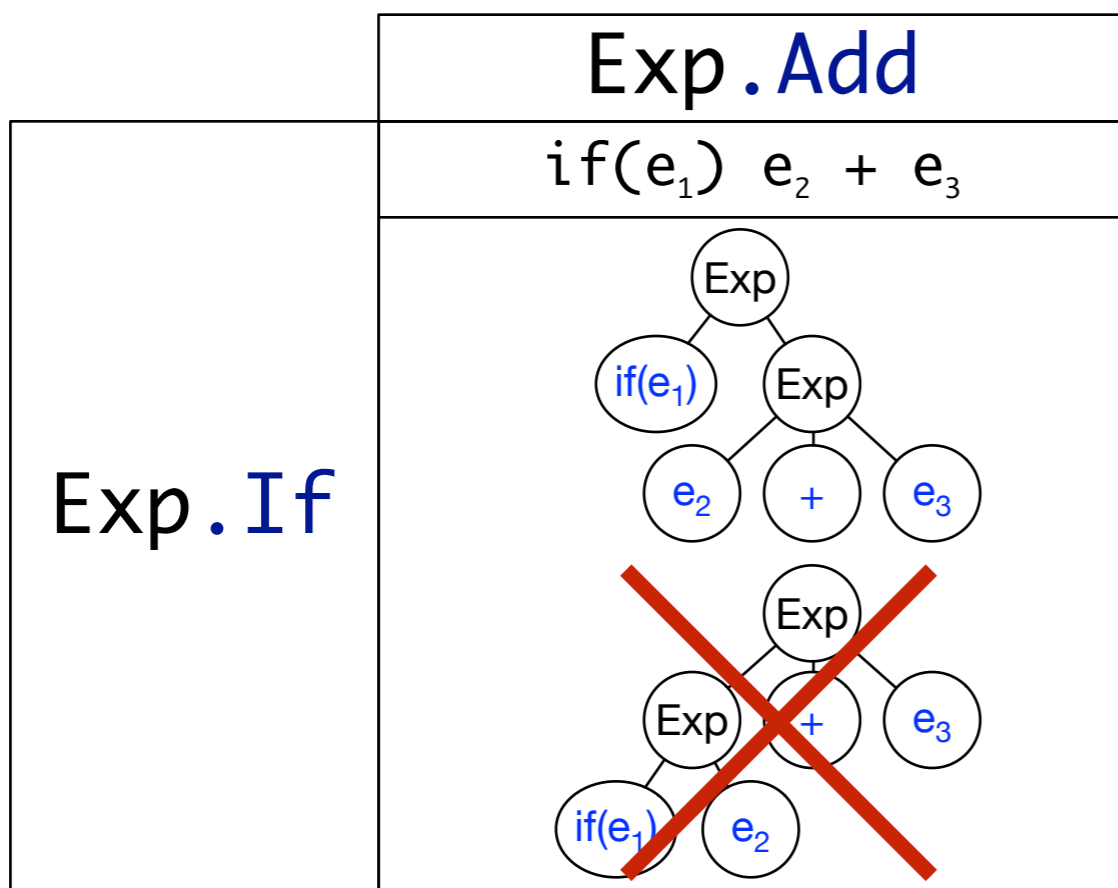 Exp.Add
if(e₁) e₂ + e₃
Exp.If
Exp
if(e₁) Exp
e₂ + e₃
Exp
Exp + e₃
if(e₁) e₂